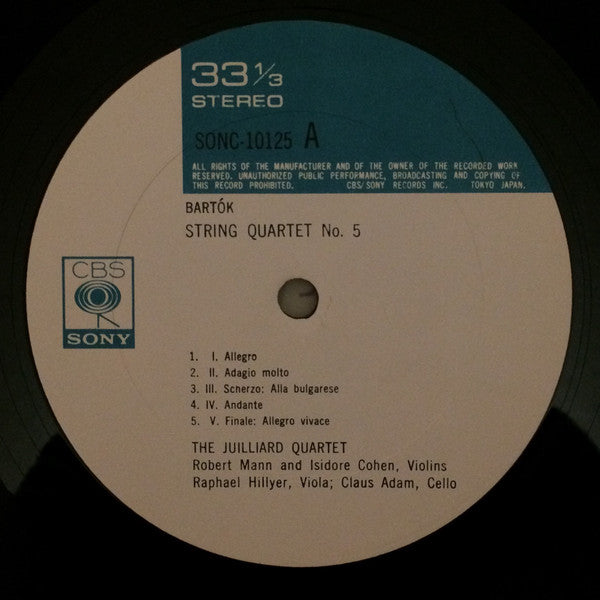 33 1/3
STEREO
SONC-10125 A
ALL RIGHTS OF THE MANUFACTURER AND OF THE OWNER OF THE RECORDED WORK
RESERVED. UNAUTHORIZED PUBLIC PERFORMANCE, BROADCASTING AND COPYING OF
THIS RECORD PROHIBITED. CBS/SONY RECORDS INC. TOKYO JAPAN.
BARTÓK
STRING QUARTET No. 5
CBS
SONY
1. I. Allegro
2. II. Adagio molto
3. III. Scherzo: Alla bulgarese
4. IV. Andante
5. V. Finale: Allegro vivace
THE JUILLIARD QUARTET
Robert Mann and Isidore Cohen, Violins
Raphael Hillyer, Viola; Claus Adam, Cello